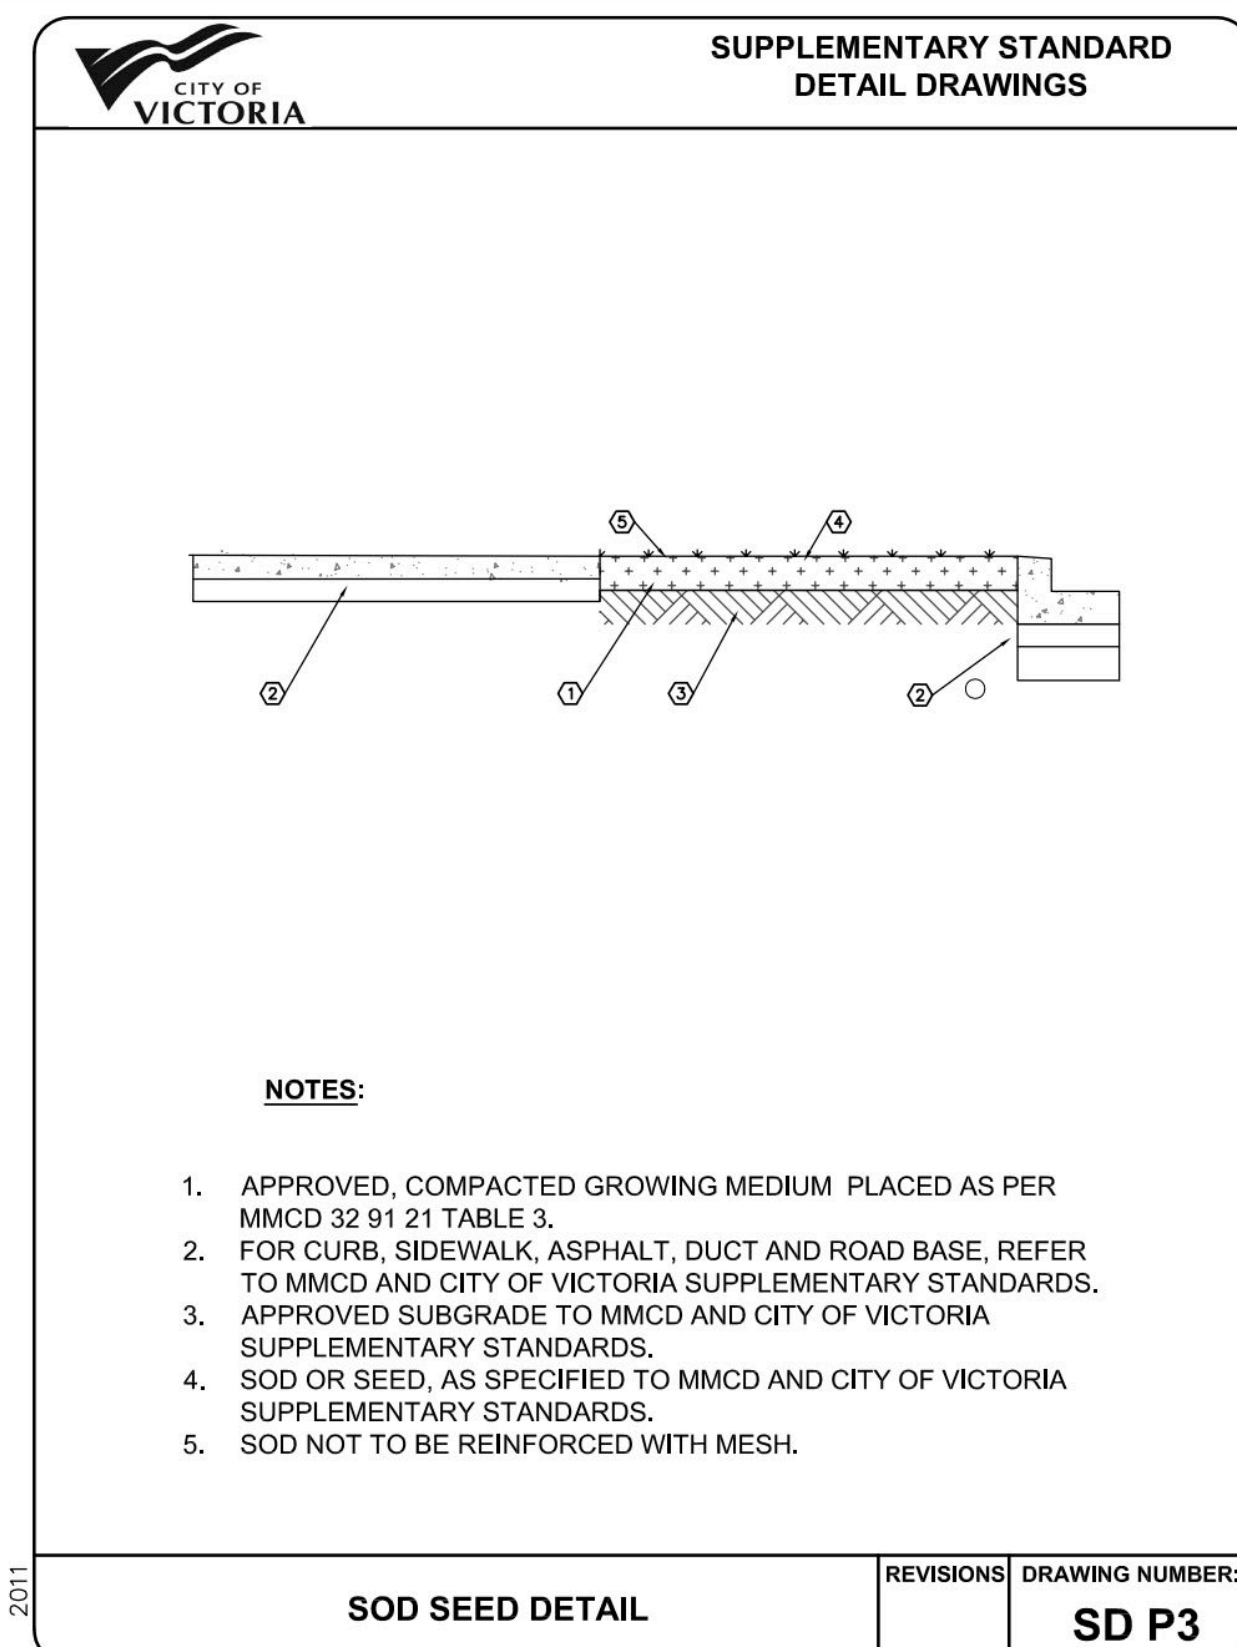 CITY OF
VICTORIA
SUPPLEMENTARY STANDARD
DETAIL DRAWINGS
5
4
2
1
3
2
NOTES:
1. APPROVED, COMPACTED GROWING MEDIUM PLACED AS PER
MMCD 32 91 21 TABLE 3.
2. FOR CURB, SIDEWALK, ASPHALT, DUCT AND ROAD BASE, REFER
TO MMCD AND CITY OF VICTORIA SUPPLEMENTARY STANDARDS.
3. APPROVED SUBGRADE TO MMCD AND CITY OF VICTORIA
SUPPLEMENTARY STANDARDS.
4. SOD OR SEED, AS SPECIFIED TO MMCD AND CITY OF VICTORIA
SUPPLEMENTARY STANDARDS.
5. SOD NOT TO BE REINFORCED WITH MESH.
2011
SOD SEED DETAIL
REVISIONS
DRAWING NUMBER:
SD P3